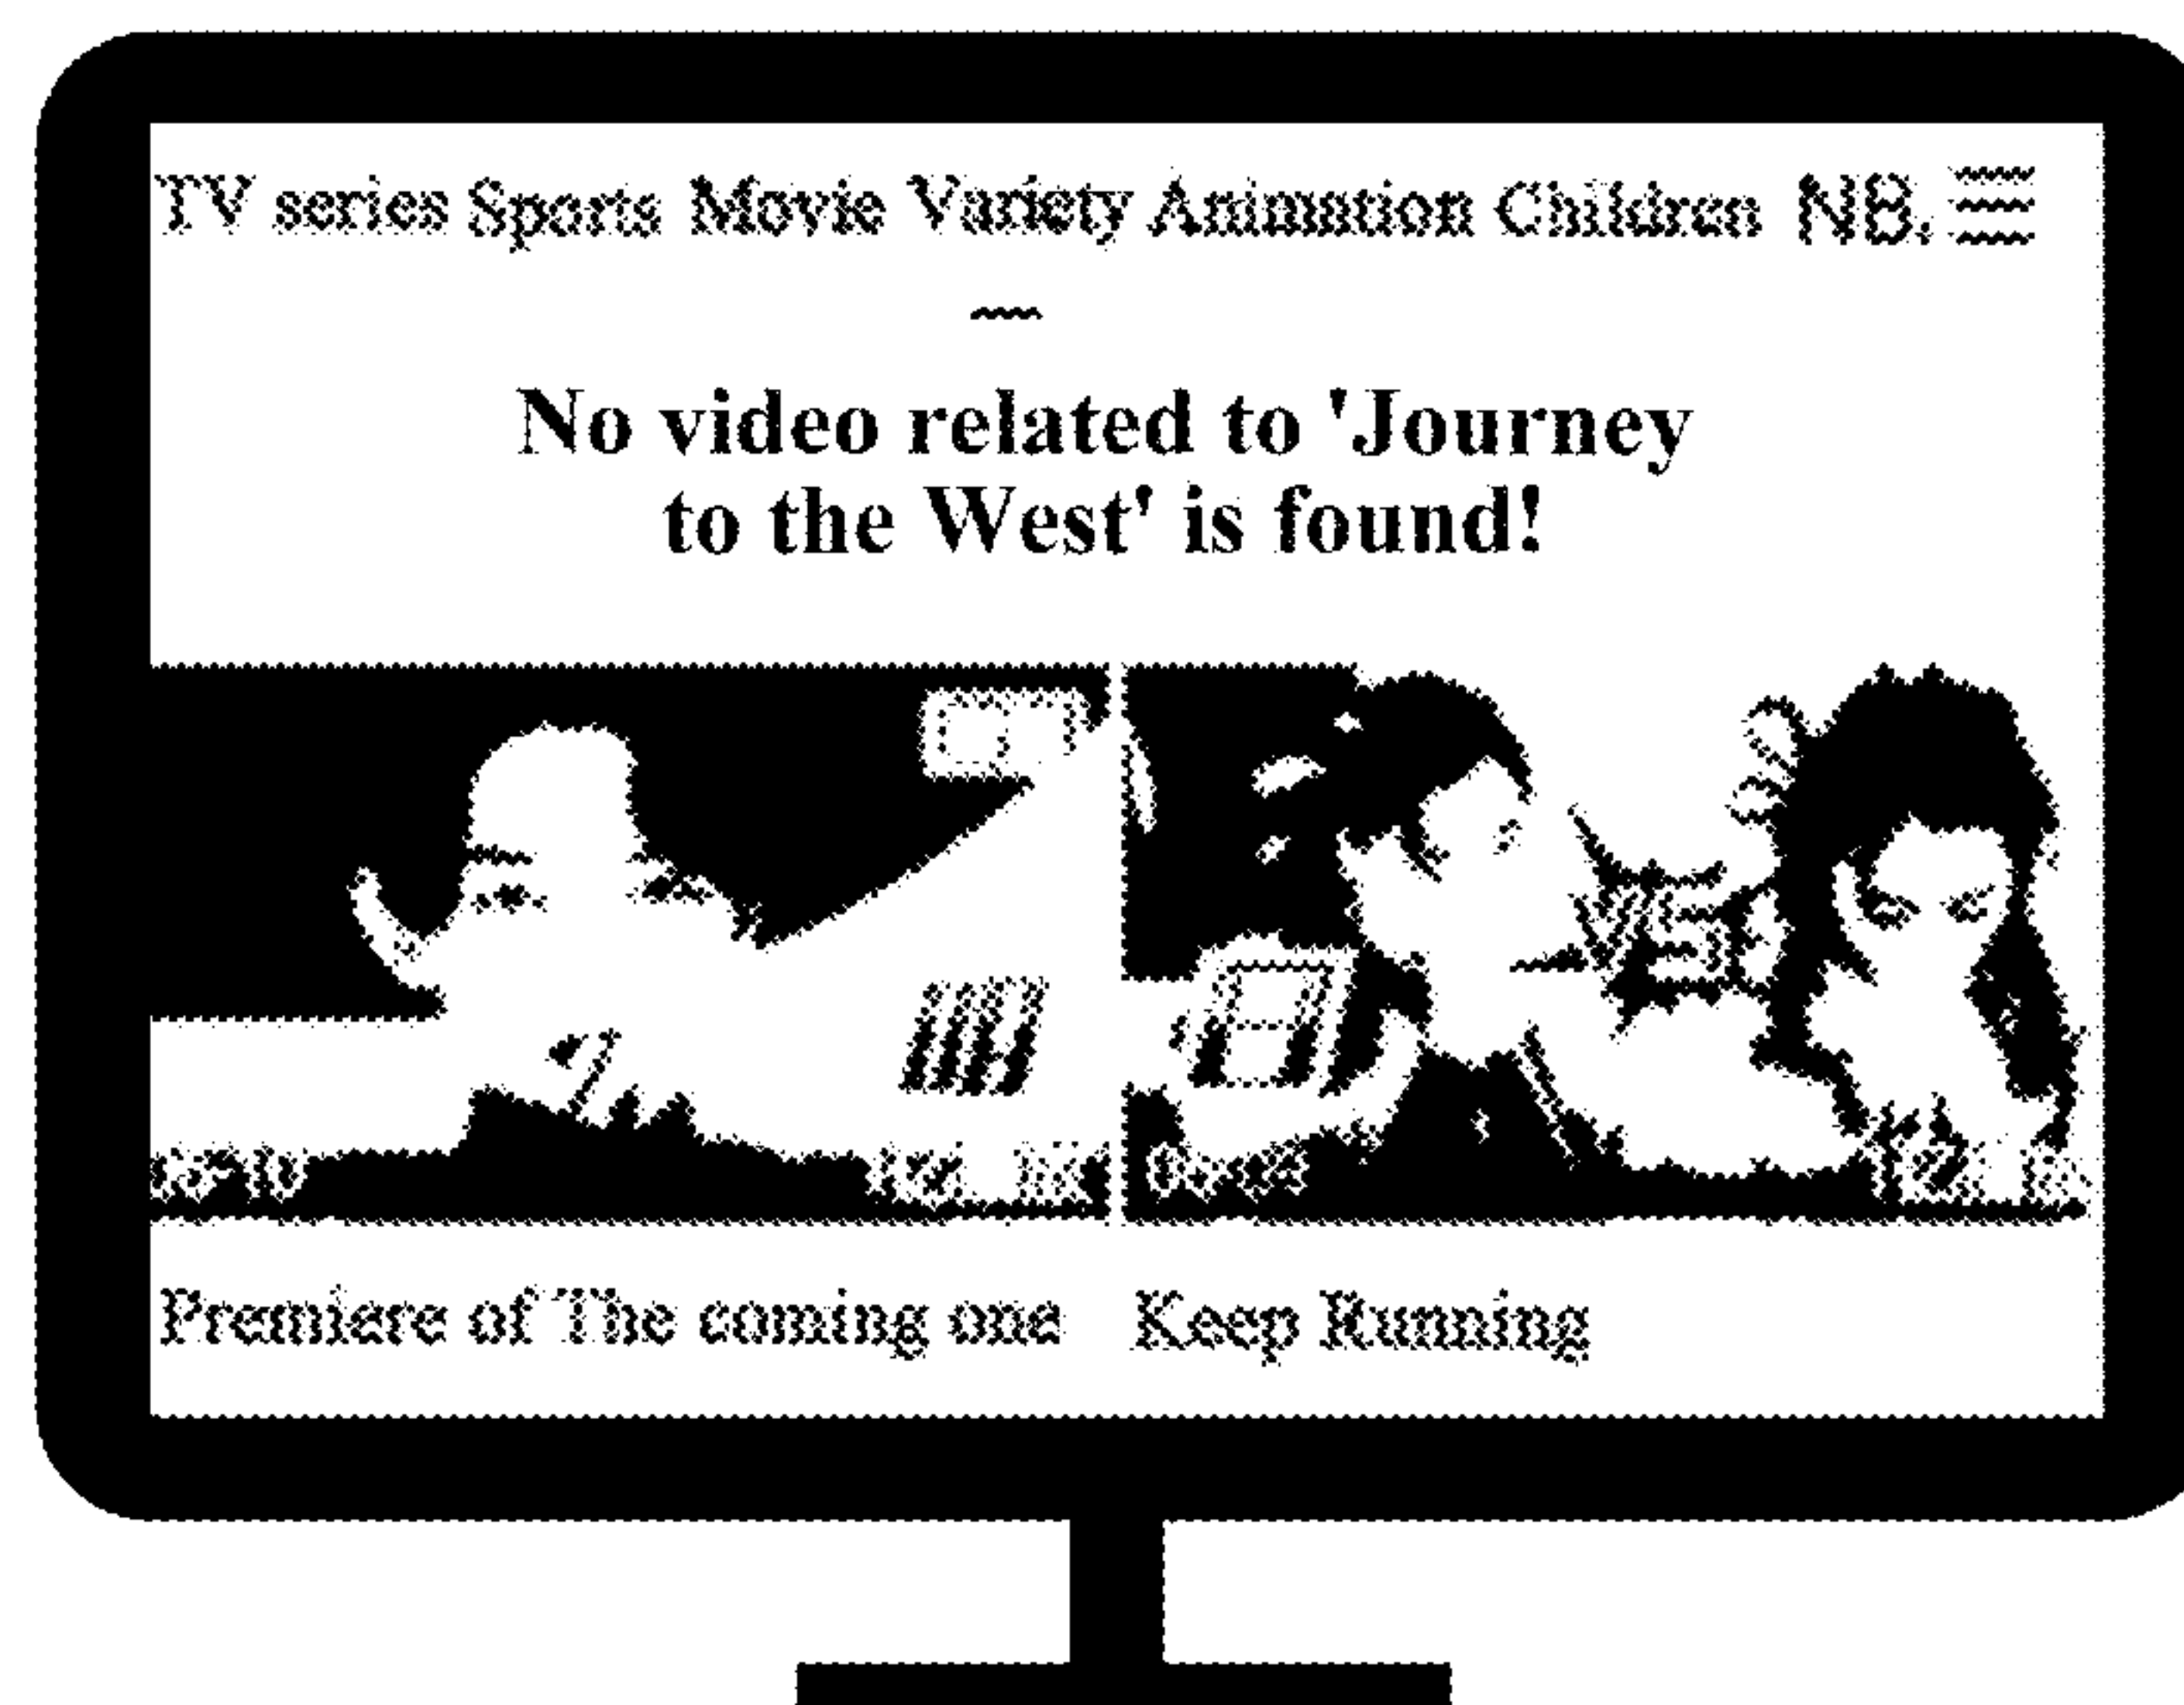 TV series Sports Movie Variety Animation Children
No video related to 'Journey
to the West' is found!
Premiere of The coming one
Keep Running